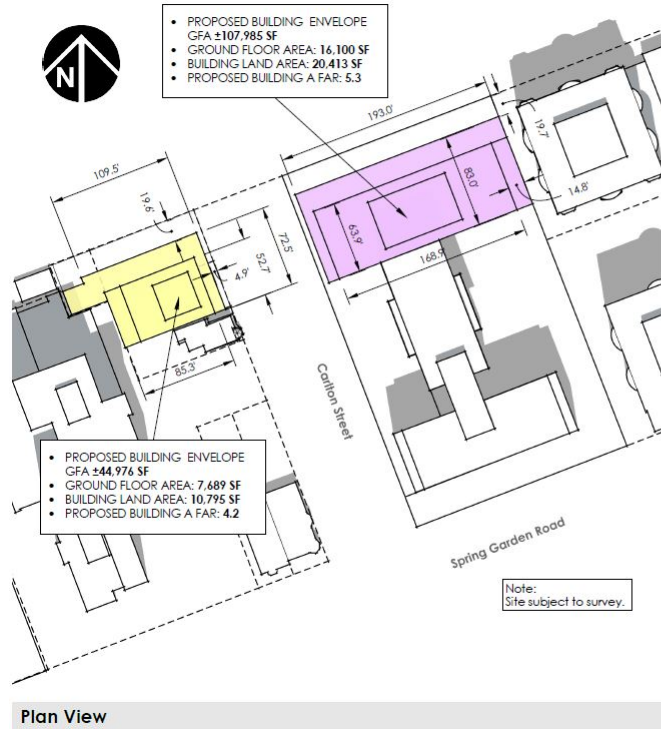 • PROPOSED BUILDING ENVELOPE
GFA ±107,985 SF
• GROUND FLOOR AREA: 16,100 SF
• BUILDING LAND AREA: 20,413 SF
• PROPOSED BUILDING A FAR: 5.3
N
193.0'
19.7'
109.5'
83.0'
14.8'
19.6'
72.5'
63.9'
52.7'
4.9'
168.9'
85.3'
Carlton Street
• PROPOSED BUILDING ENVELOPE
GFA ±44,976 SF
• GROUND FLOOR AREA: 7,689 SF
• BUILDING LAND AREA: 10,795 SF
• PROPOSED BUILDING A FAR: 4.2
Spring Garden Road
Note:
Site subject to survey.
Plan View